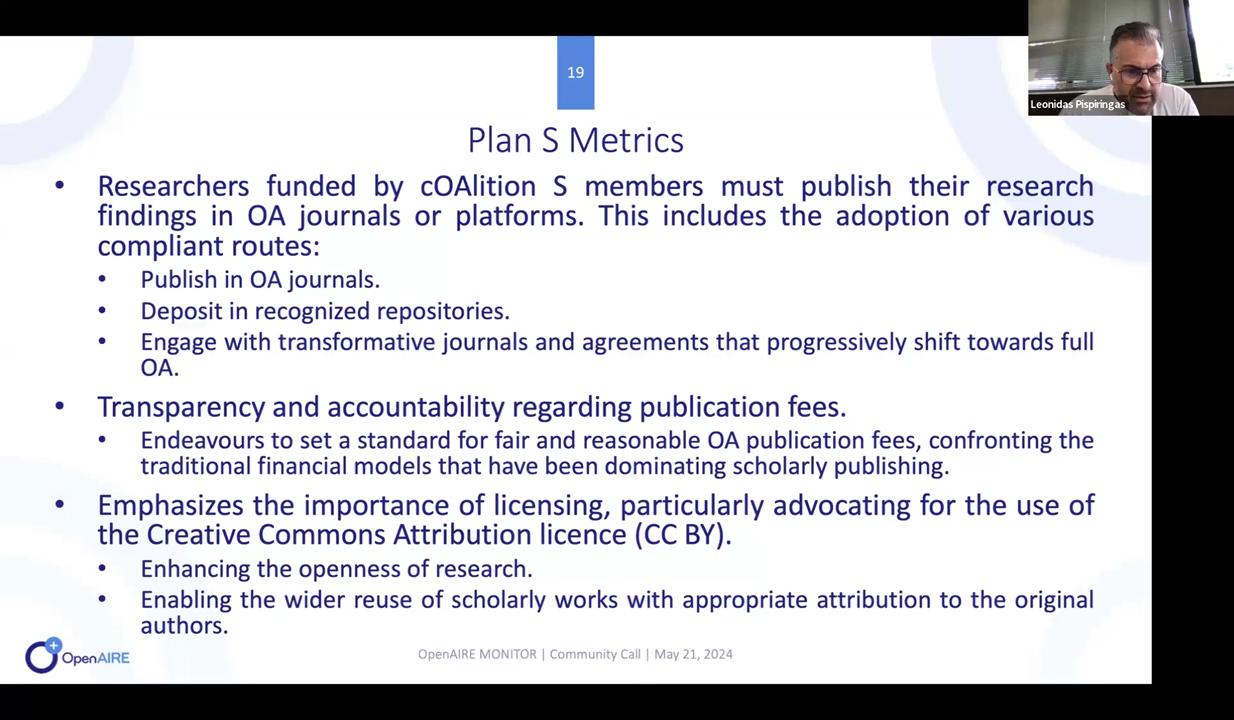 19
Leonidas Pispiringas
Plan S Metrics
• Researchers funded by cOAlition S members must publish their research
findings in OA journals or platforms. This includes the adoption of various
compliant routes:
• Publish in OA journals.
• Deposit in recognized repositories.
• Engage with transformative journals and agreements that progressively shift towards full
OA.
• Transparency and accountability regarding publication fees.
• Endeavours to set a standard for fair and reasonable OA publication fees, confronting the
traditional financial models that have been dominating scholarly publishing.
• Emphasizes the importance of licensing, particularly advocating for the use of
the Creative Commons Attribution licence (CC BY).
• Enhancing the openness of research.
• Enabling the wider reuse of scholarly works with appropriate attribution to the original
authors.
OpenAIRE
OpenAIRE MONITOR | Community Call | May 21, 2024